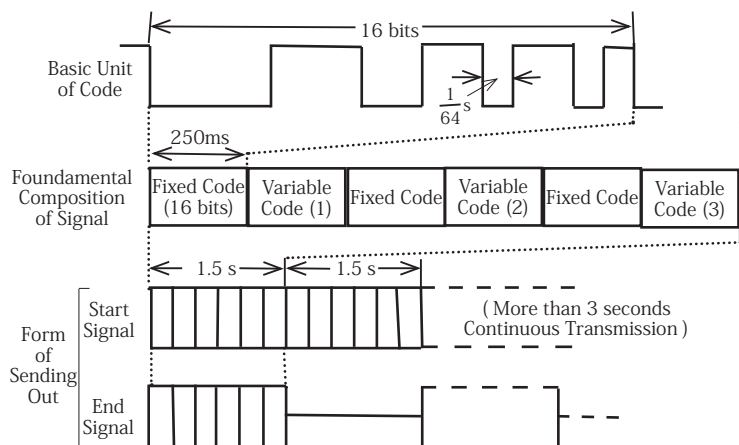 16 bits
Basic Unit
of Code
1
64 s
250ms
Foundamental
Composition
of Signal
Fixed Code
(16 bits)
Variable
Code (1)
Fixed Code
Variable
Code (2)
Fixed Code
Variable
Code (3)
1.5 s
1.5 s
Form
of
Sending
Out
Start
Signal
( More than 3 seconds
Continuous Transmission )
End
Signal